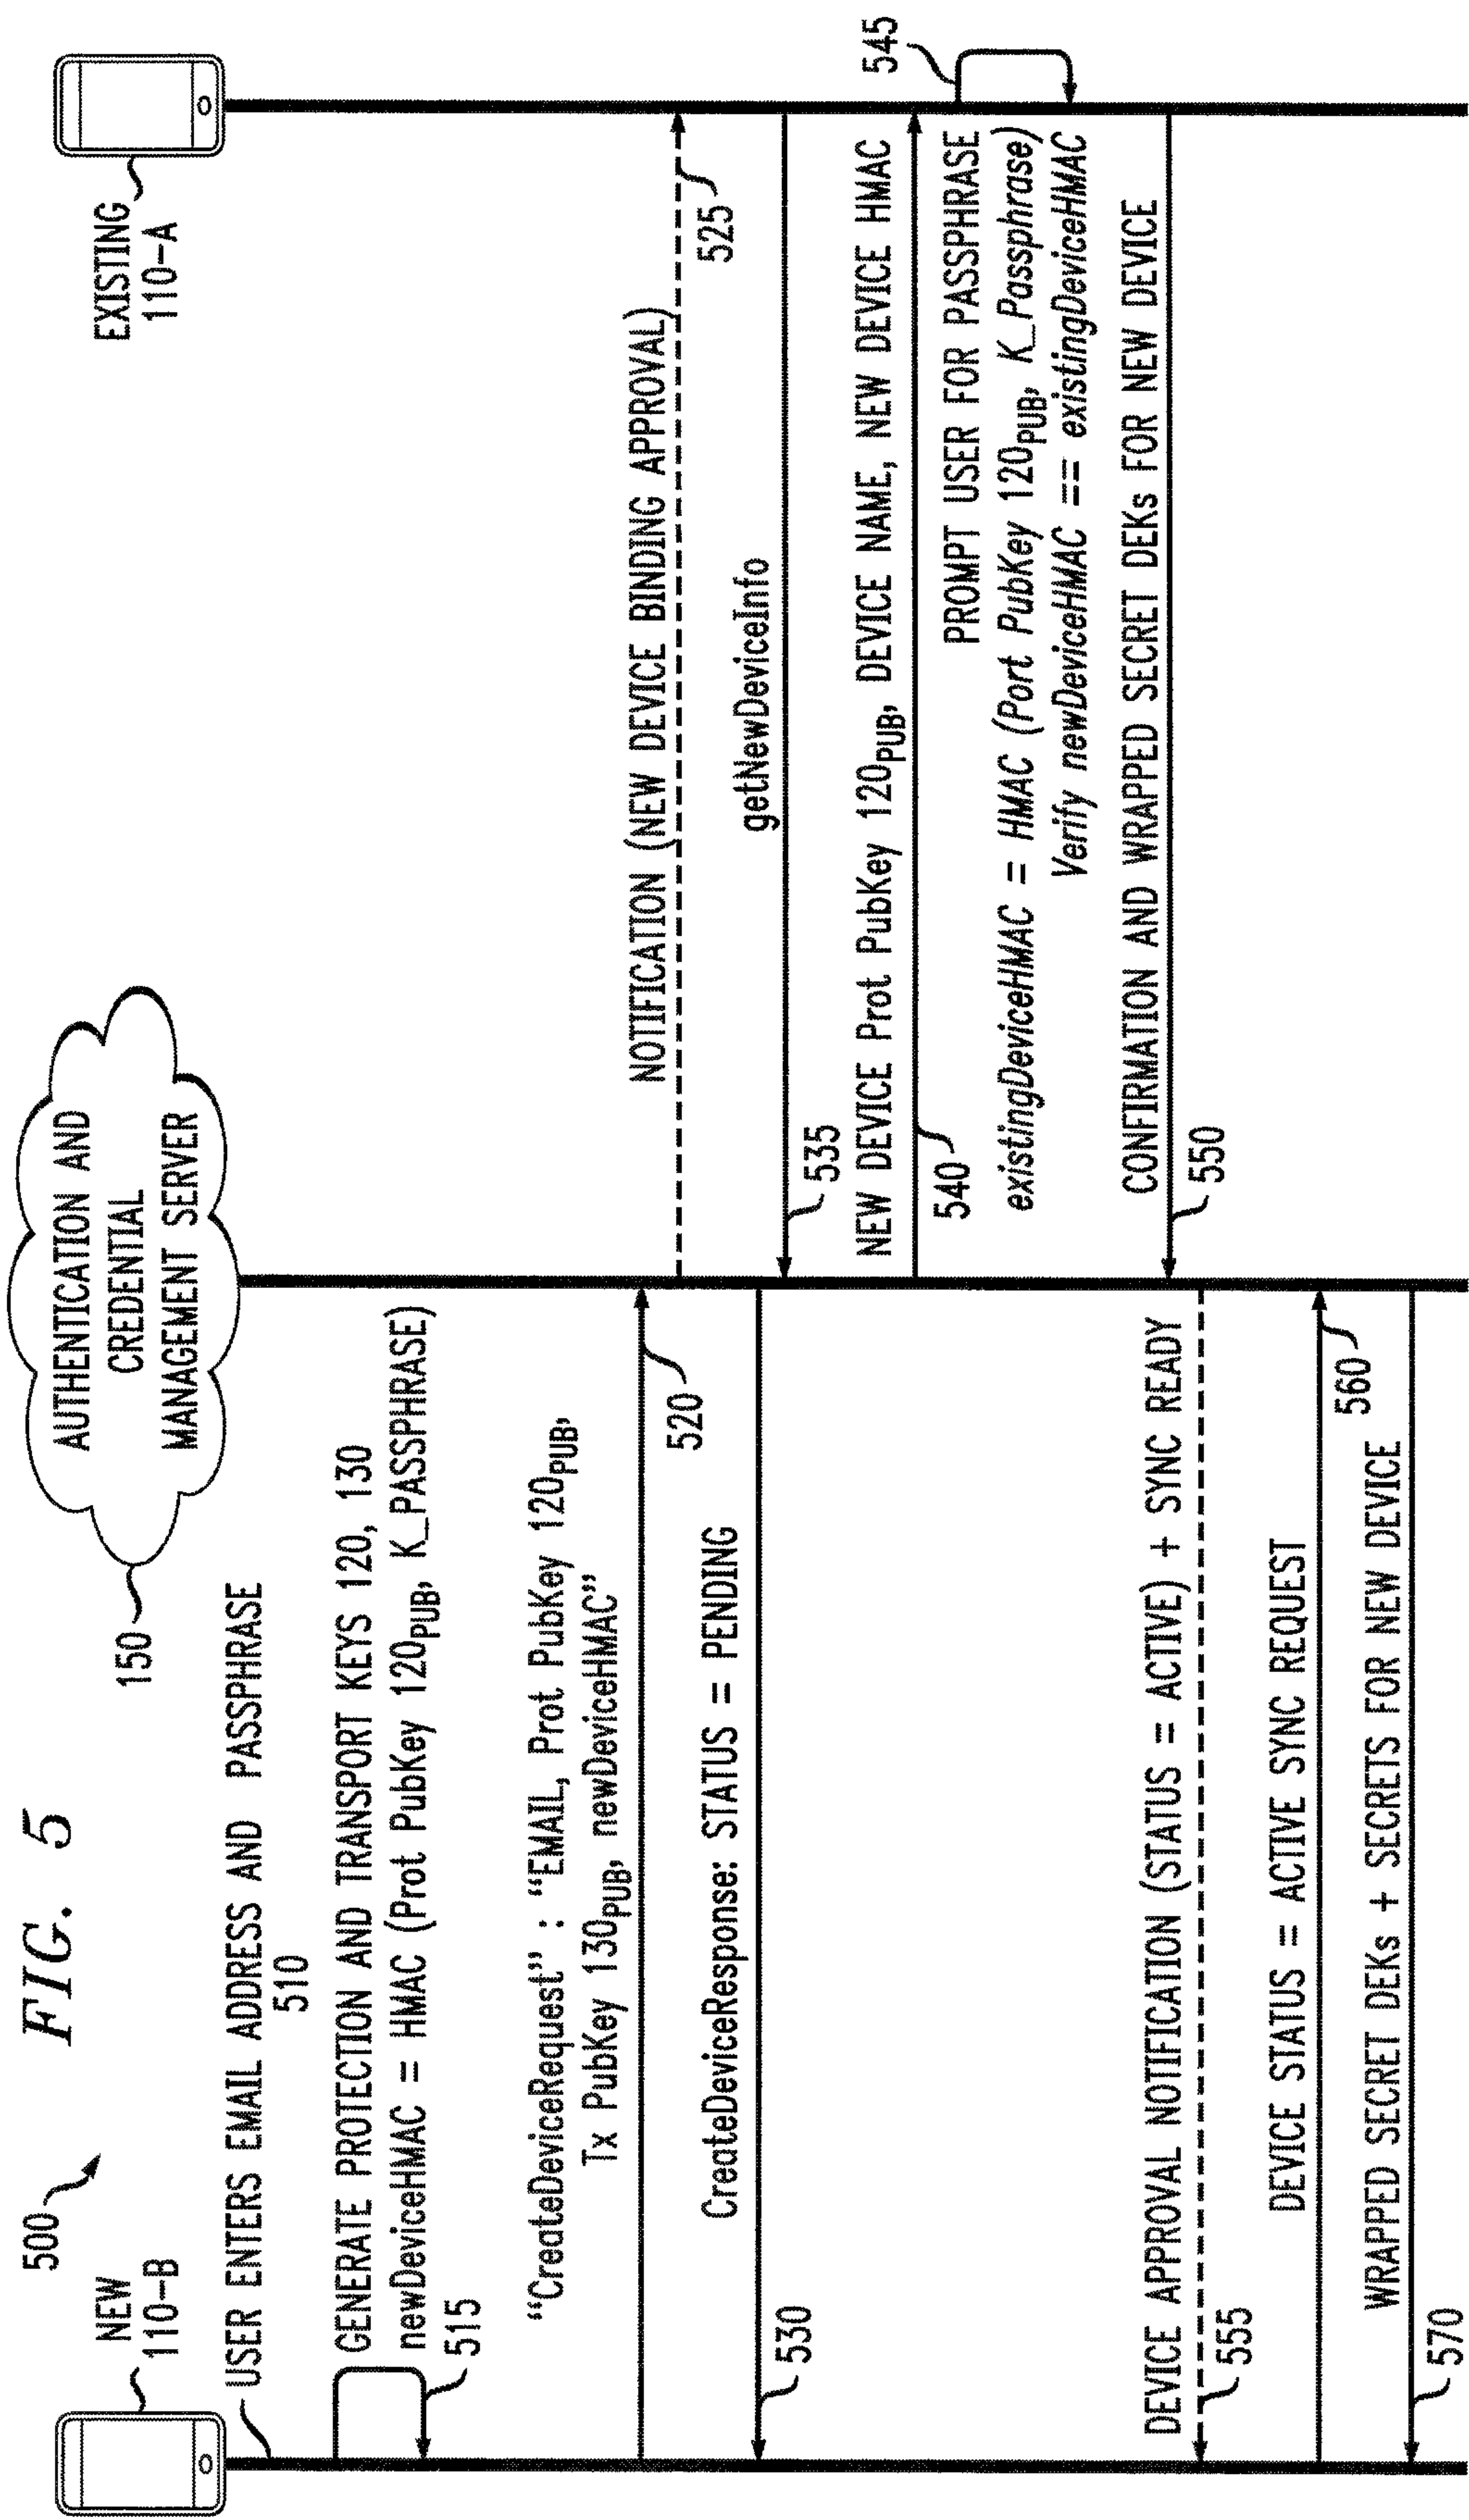 FIG. 5
500
NEW
110-B
AUTHENTICATION AND
CREDENTIAL
MANAGEMENT SERVER
150
EXISTING
110-A
USER ENTERS EMAIL ADDRESS AND PASSPHRASE
510
GENERATE PROTECTION AND TRANSPORT KEYS 120, 130
newDeviceHMAC = HMAC (Prot PubKey 120PUB, K_PASSPHRASE)
515
“CreateDeviceRequest” : “EMAIL, Prot PubKey 120PUB,
Tx PubKey 130PUB, newDeviceHMAC”
520
NOTIFICATION (NEW DEVICE BINDING APPROVAL)
525
CreateDeviceResponse: STATUS = PENDING
530
getNewDeviceInfo
535
NEW DEVICE Prot PubKey 120PUB, DEVICE NAME, NEW DEVICE HMAC
540
PROMPT USER FOR PASSPHRASE
existingDeviceHMAC = HMAC (Port PubKey 120PUB, K_Passphrase)
Verify newDeviceHMAC == existingDeviceHMAC
545
CONFIRMATION AND WRAPPED SECRET DEKs FOR NEW DEVICE
550
DEVICE APPROVAL NOTIFICATION (STATUS = ACTIVE) + SYNC READY
555
DEVICE STATUS = ACTIVE SYNC REQUEST
560
WRAPPED SECRET DEKs + SECRETS FOR NEW DEVICE
570